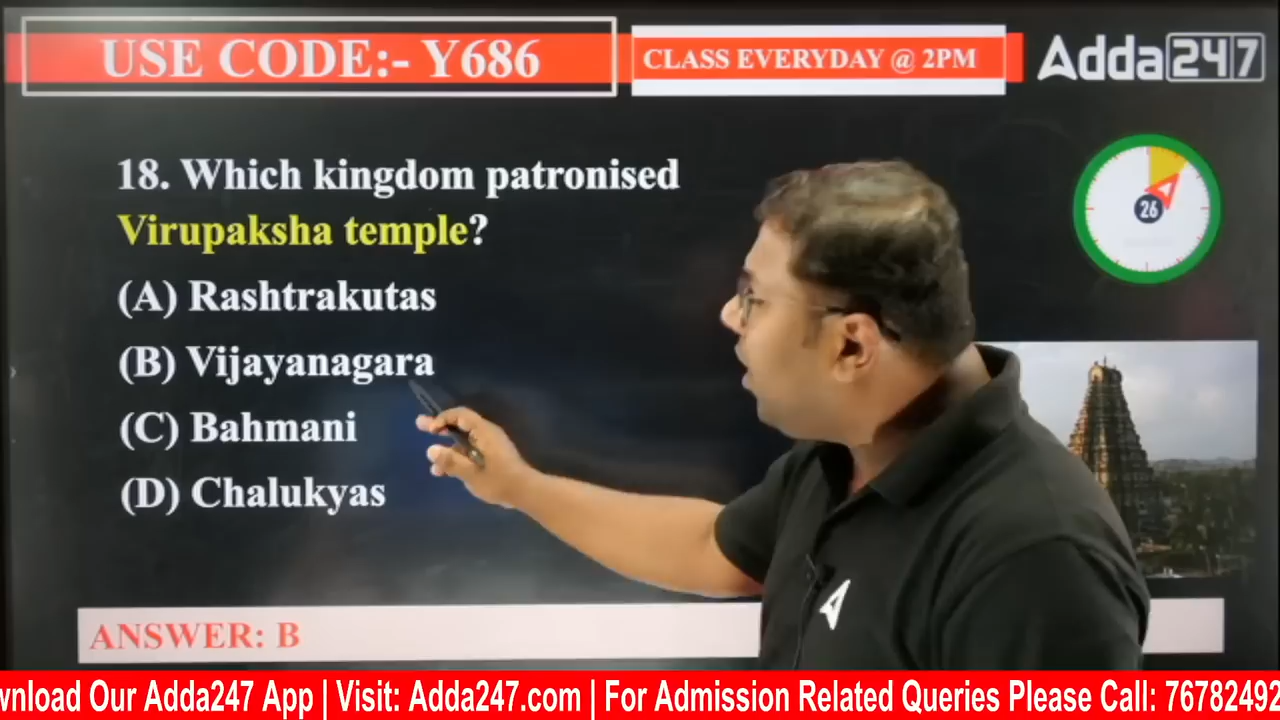 USE CODE:- Y686
CLASS EVERYDAY @ 2PM
Adda247
18. Which kingdom patronised
Virupaksha temple?
26
(A) Rashtrakutas
(B) Vijayanagara
(C) Bahmani
(D) Chalukyas
ANSWER: B
Our Adda247 App | Visit: Adda247.com | For Admission Related Queries Please Call: 76782492